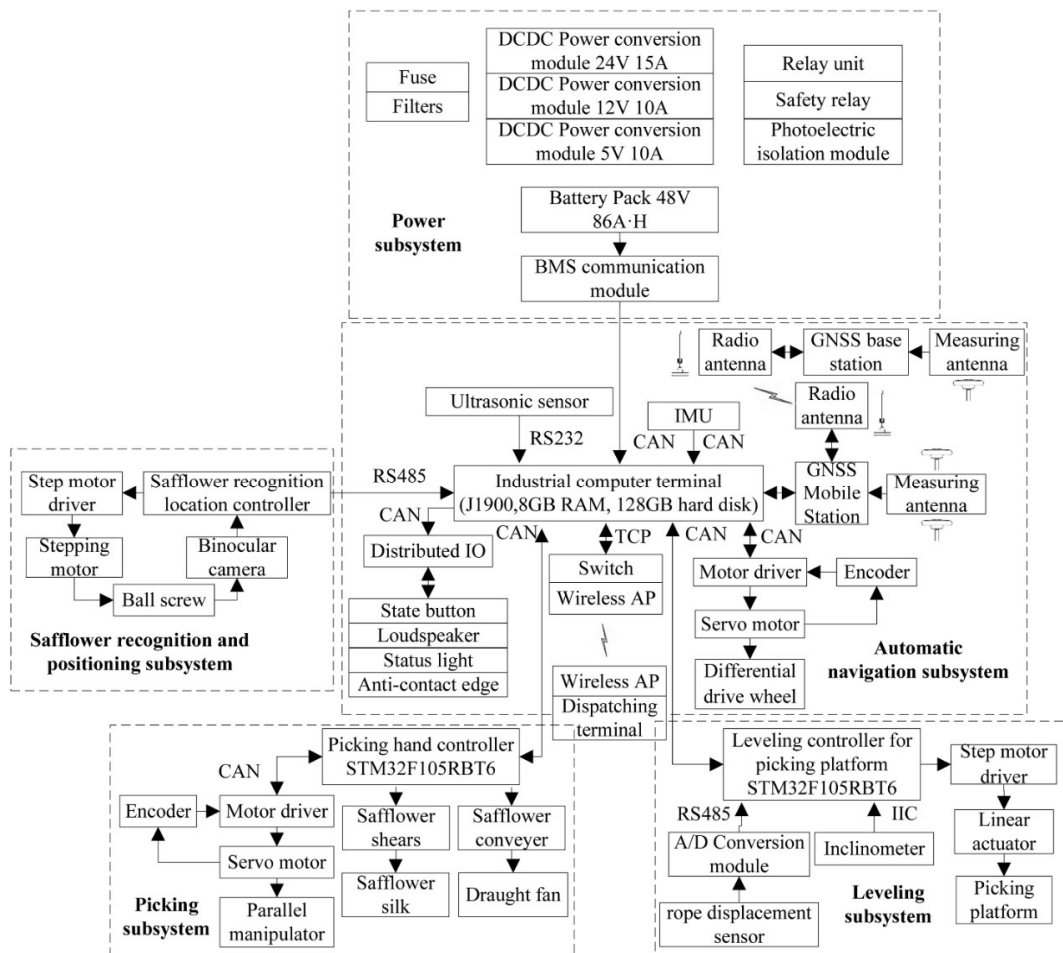 DCDC Power conversion
module 24V 15A
DCDC Power conversion
module 12V 10A
DCDC Power conversion
module 5V 10A
Fuse
Filters
Relay unit
Safety relay
Photoelectric
isolation module
Power
subsystem
Battery Pack 48V
86A·H
BMS communication
module
Radio
antenna
GNSS base
station
Measuring
antenna
Ultrasonic sensor
IMU
Radio
antenna
RS232
CAN
CAN
RS485
Industrial computer terminal
(J1900,8GB RAM, 128GB hard disk)
GNSS
Mobile
Station
Measuring
antenna
Step motor
driver
Safflower recognition
location controller
Stepping
motor
Binocular
camera
Ball screw
Safflower recognition and
positioning subsystem
CAN
CAN
TCP
CAN
CAN
Distributed IO
State button
Loudspeaker
Status light
Anti-contact edge
Switch
Wireless AP
Motor driver
Encoder
Servo motor
Differential
drive wheel
Automatic
navigation subsystem
Wireless AP
Dispatching
terminal
Picking hand controller
STM32F105RBT6
CAN
Encoder
Motor driver
Servo motor
Parallel
manipulator
Safflower
shears
Safflower
silk
Safflower
conveyer
Draught fan
Picking
subsystem
Leveling controller for
picking platform
STM32F105RBT6
Step motor
driver
RS485
IIC
A/D Conversion
module
Inclinometer
Linear
actuator
rope displacement
sensor
Picking
platform
Leveling
subsystem